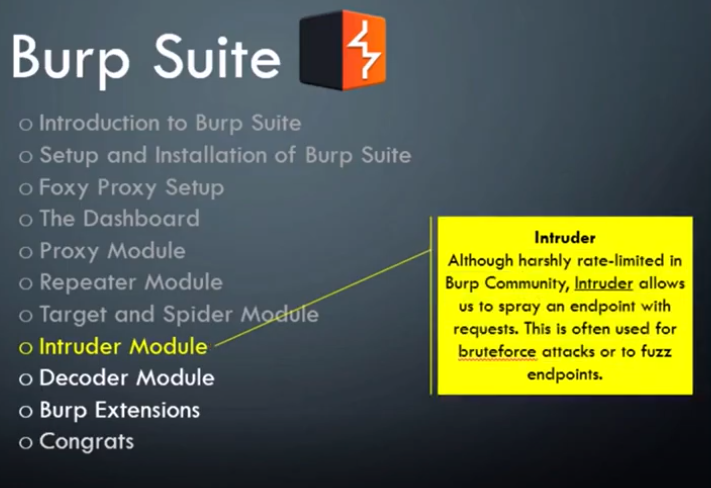 Burp Suite
o Introduction to Burp Suite
o Setup and Installation of Burp Suite
o Foxy Proxy Setup
o The Dashboard
o Proxy Module
o Repeater Module
o Target and Spider Module
o Intruder Module
o Decoder Module
o Burp Extensions
o Congrats
Intruder
Although harshly rate-limited in
Burp Community, Intruder allows
us to spray an endpoint with
requests. This is often used for
bruteforce attacks or to fuzz
endpoints.